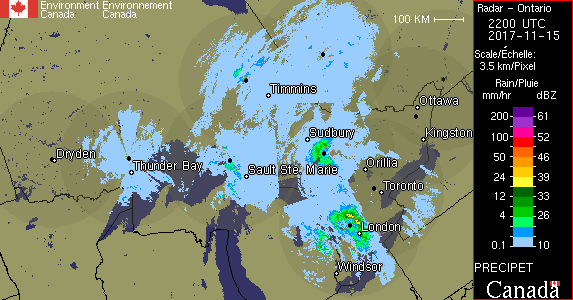 Environment Environnement
Canada Canada
100 KM
Timmins
Ottawa
Sudbury
Kingston
Dryden
Thunder Bay
Orillia
Sault Ste. Marie
Toronto
London
Windsor
Radar - Ontario
2200 UTC
2017-11-15
Scale/Échelle:
3.5 km/Pixel
Rain/Pluie
mm/hr dBZ
200 61
100 52
50 46
24 39
12 33
4 26
0.1 10
PRECIPET
Canada